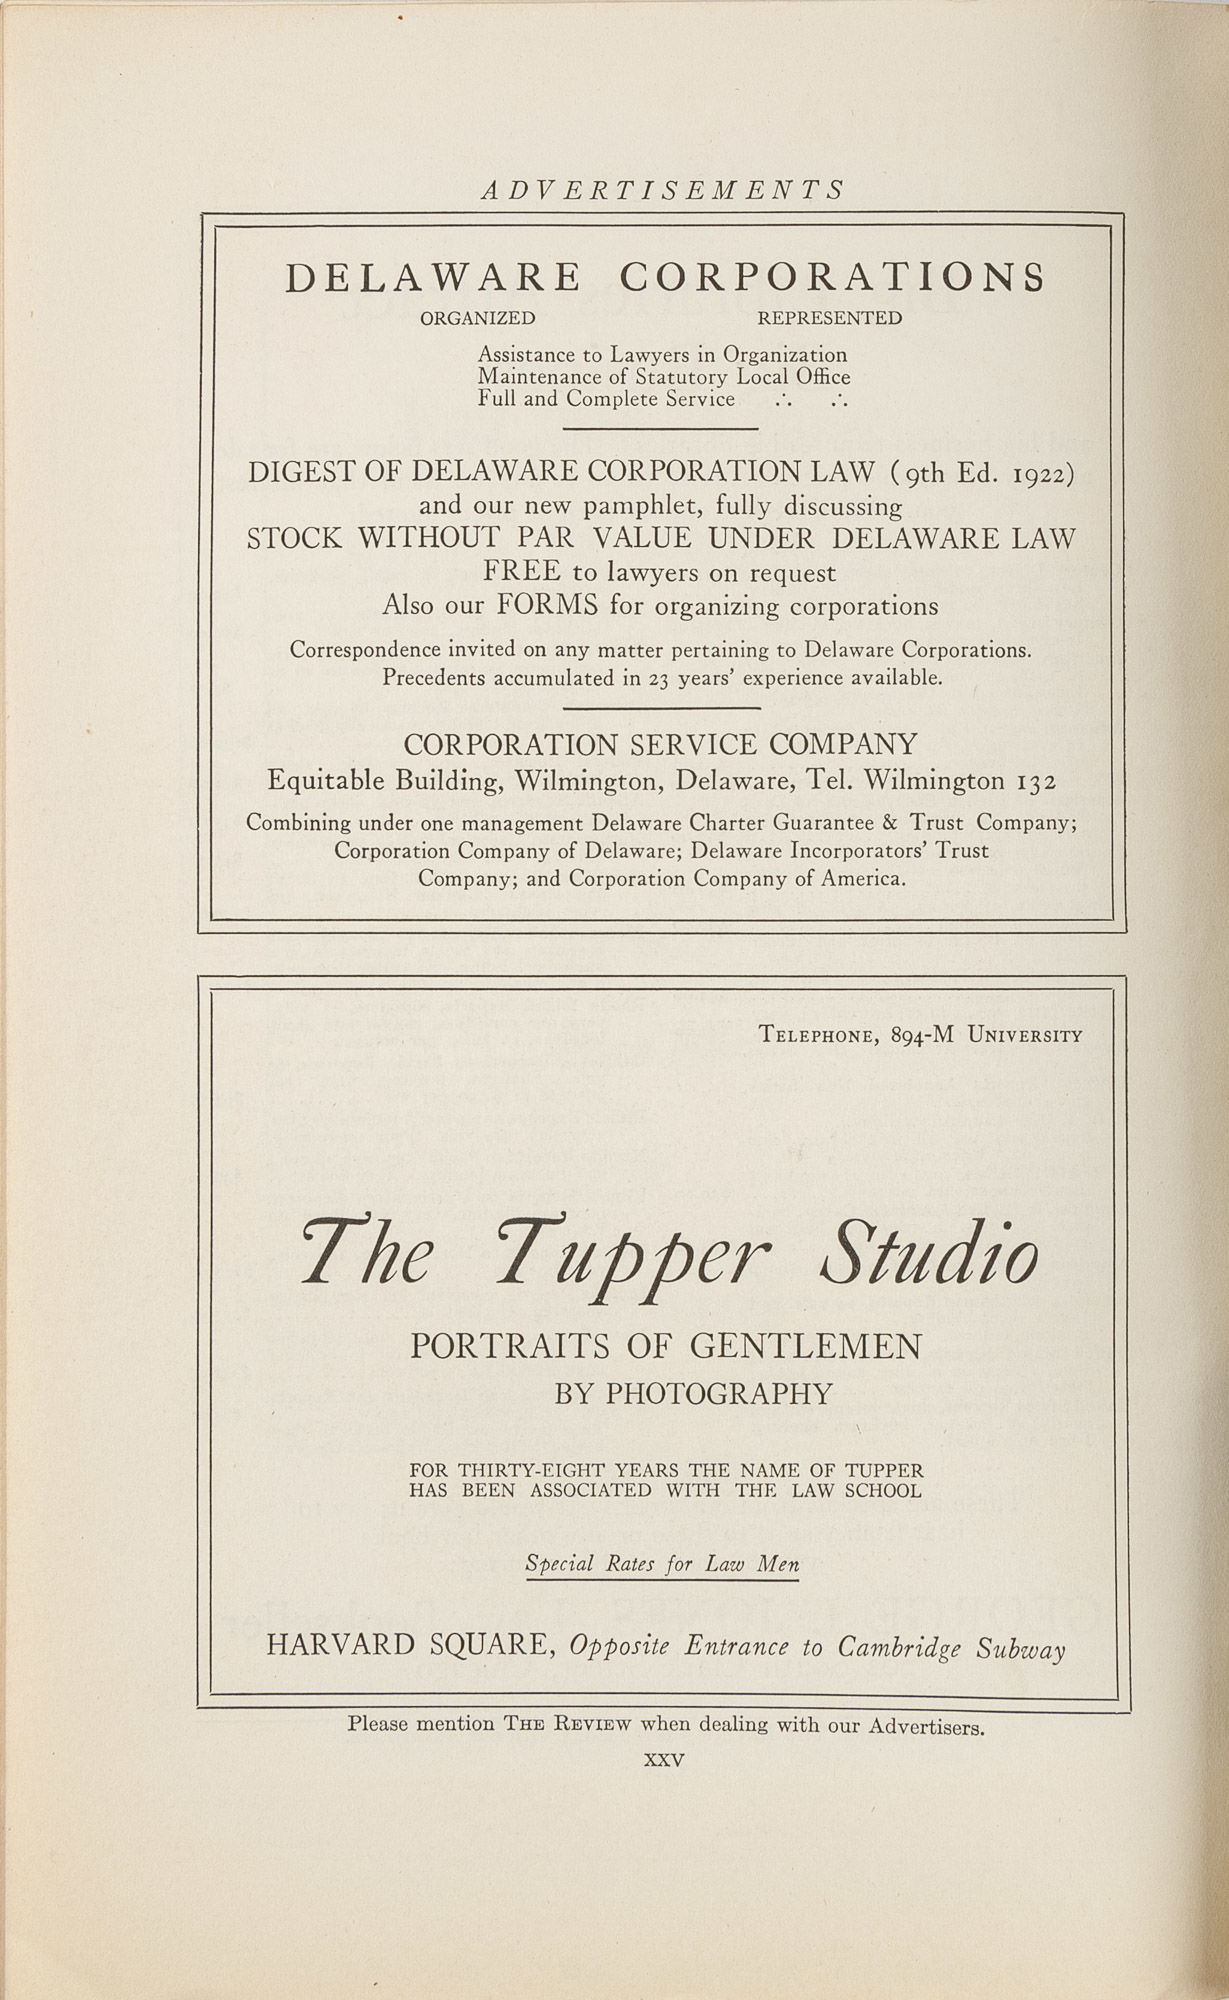 ADVERTISEMENTS
DELAWARE CORPORATIONS
ORGANIZED REPRESENTED
Assistance to Lawyers in Organization
Maintenance of Statutory Local Office
Full and Complete Service ∴ ∴
DIGEST OF DELAWARE CORPORATION LAW (9th Ed. 1922)
and our new pamphlet, fully discussing
STOCK WITHOUT PAR VALUE UNDER DELAWARE LAW
FREE to lawyers on request
Also our FORMS for organizing corporations
Correspondence invited on any matter pertaining to Delaware Corporations.
Precedents accumulated in 23 years’ experience available.
CORPORATION SERVICE COMPANY
Equitable Building, Wilmington, Delaware, Tel. Wilmington 132
Combining under one management Delaware Charter Guarantee & Trust Company;
Corporation Company of Delaware; Delaware Incorporators’ Trust
Company; and Corporation Company of America.
TELEPHONE, 894-M UNIVERSITY
The Tupper Studio
PORTRAITS OF GENTLEMEN
BY PHOTOGRAPHY
FOR THIRTY-EIGHT YEARS THE NAME OF TUPPER
HAS BEEN ASSOCIATED WITH THE LAW SCHOOL
Special Rates for Law Men
HARVARD SQUARE, Opposite Entrance to Cambridge Subway
Please mention THE REVIEW when dealing with our Advertisers.
XXV